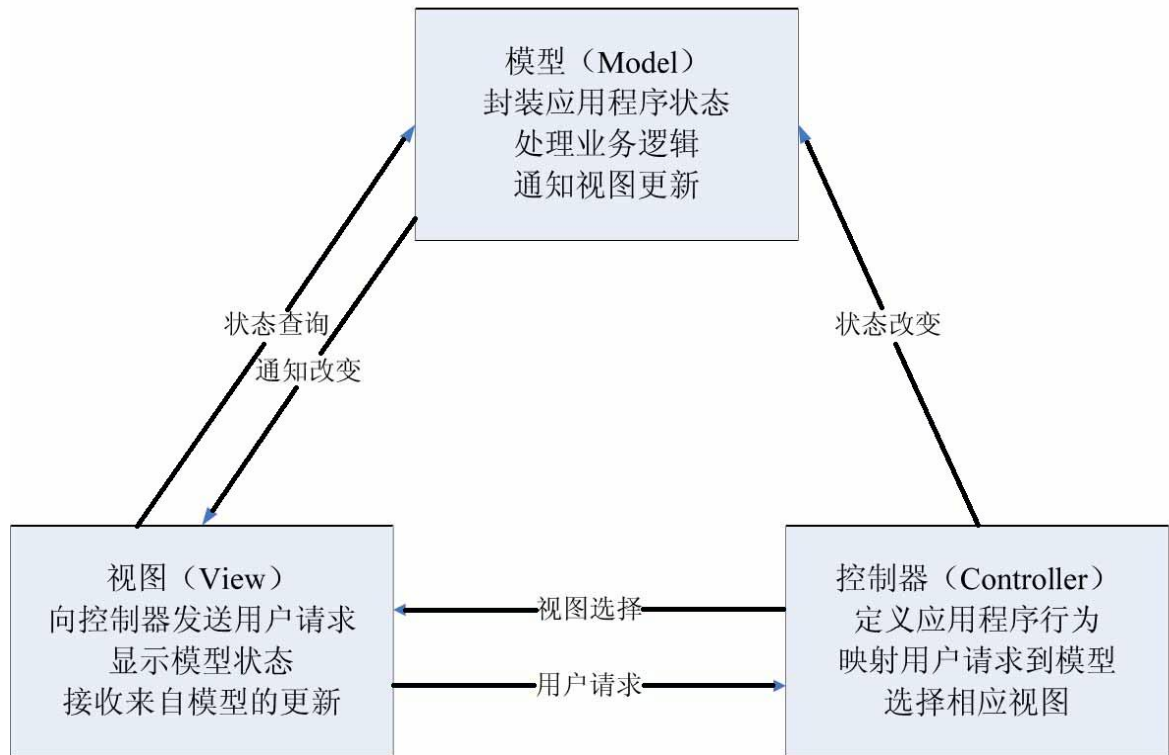 模型（Model）
封装应用程序状态
处理业务逻辑
通知视图更新
状态查询
通知改变
状态改变
视图（View）
向控制器发送用户请求
显示模型状态
接收来自模型的更新
视图选择
用户请求
控制器（Controller）
定义应用程序行为
映射用户请求到模型
选择相应视图